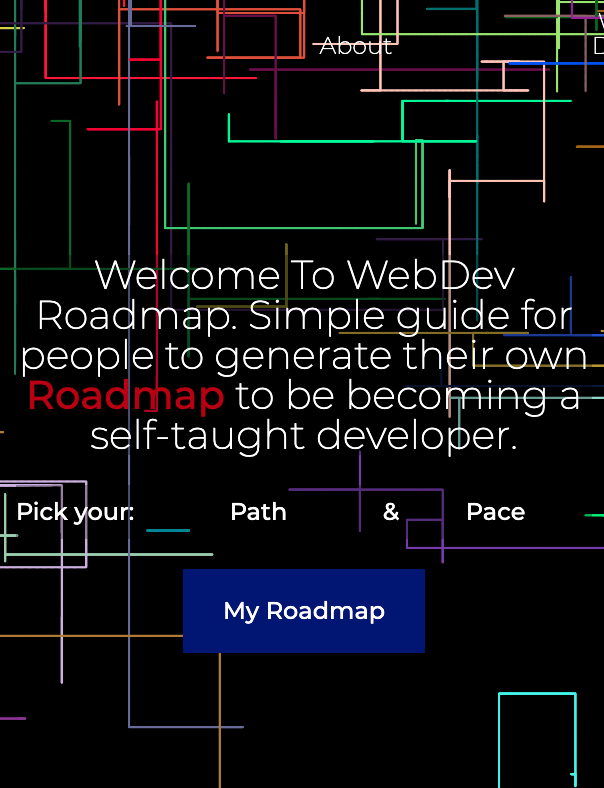 About
Welcome To WebDev
Roadmap. Simple guide for
people to generate their own
Roadmap to be becoming a
self-taught developer.
Pick your: Path & Pace
My Roadmap